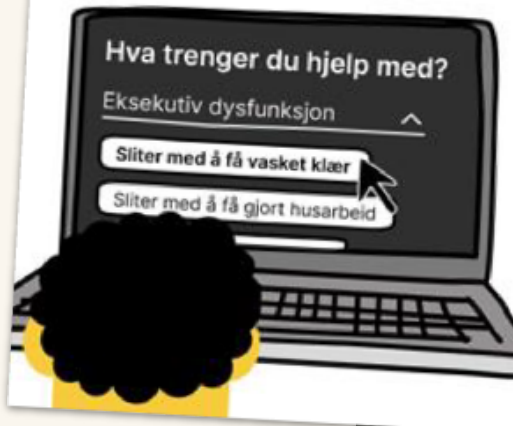 Hva trenger du hjelp med?
Eksekutiv dysfunksjon
Sliter med å få vasket klær
Sliter med å få gjort husarbeid